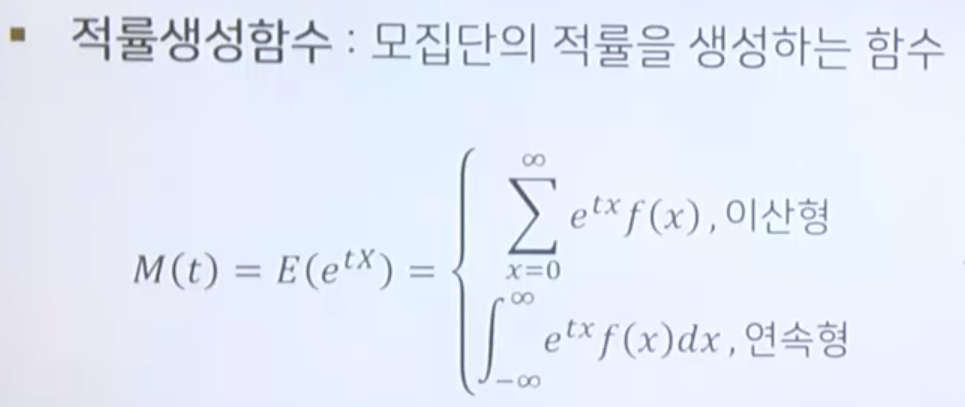 ▪ 적률생성함수 : 모집단의 적률을 생성하는 함수
M(t) = E(e^{tX}) = { ∑_{x=0}^{∞} e^{tx} f(x) , 이산형
∫_{-∞}^{∞} e^{tx} f(x)dx , 연속형